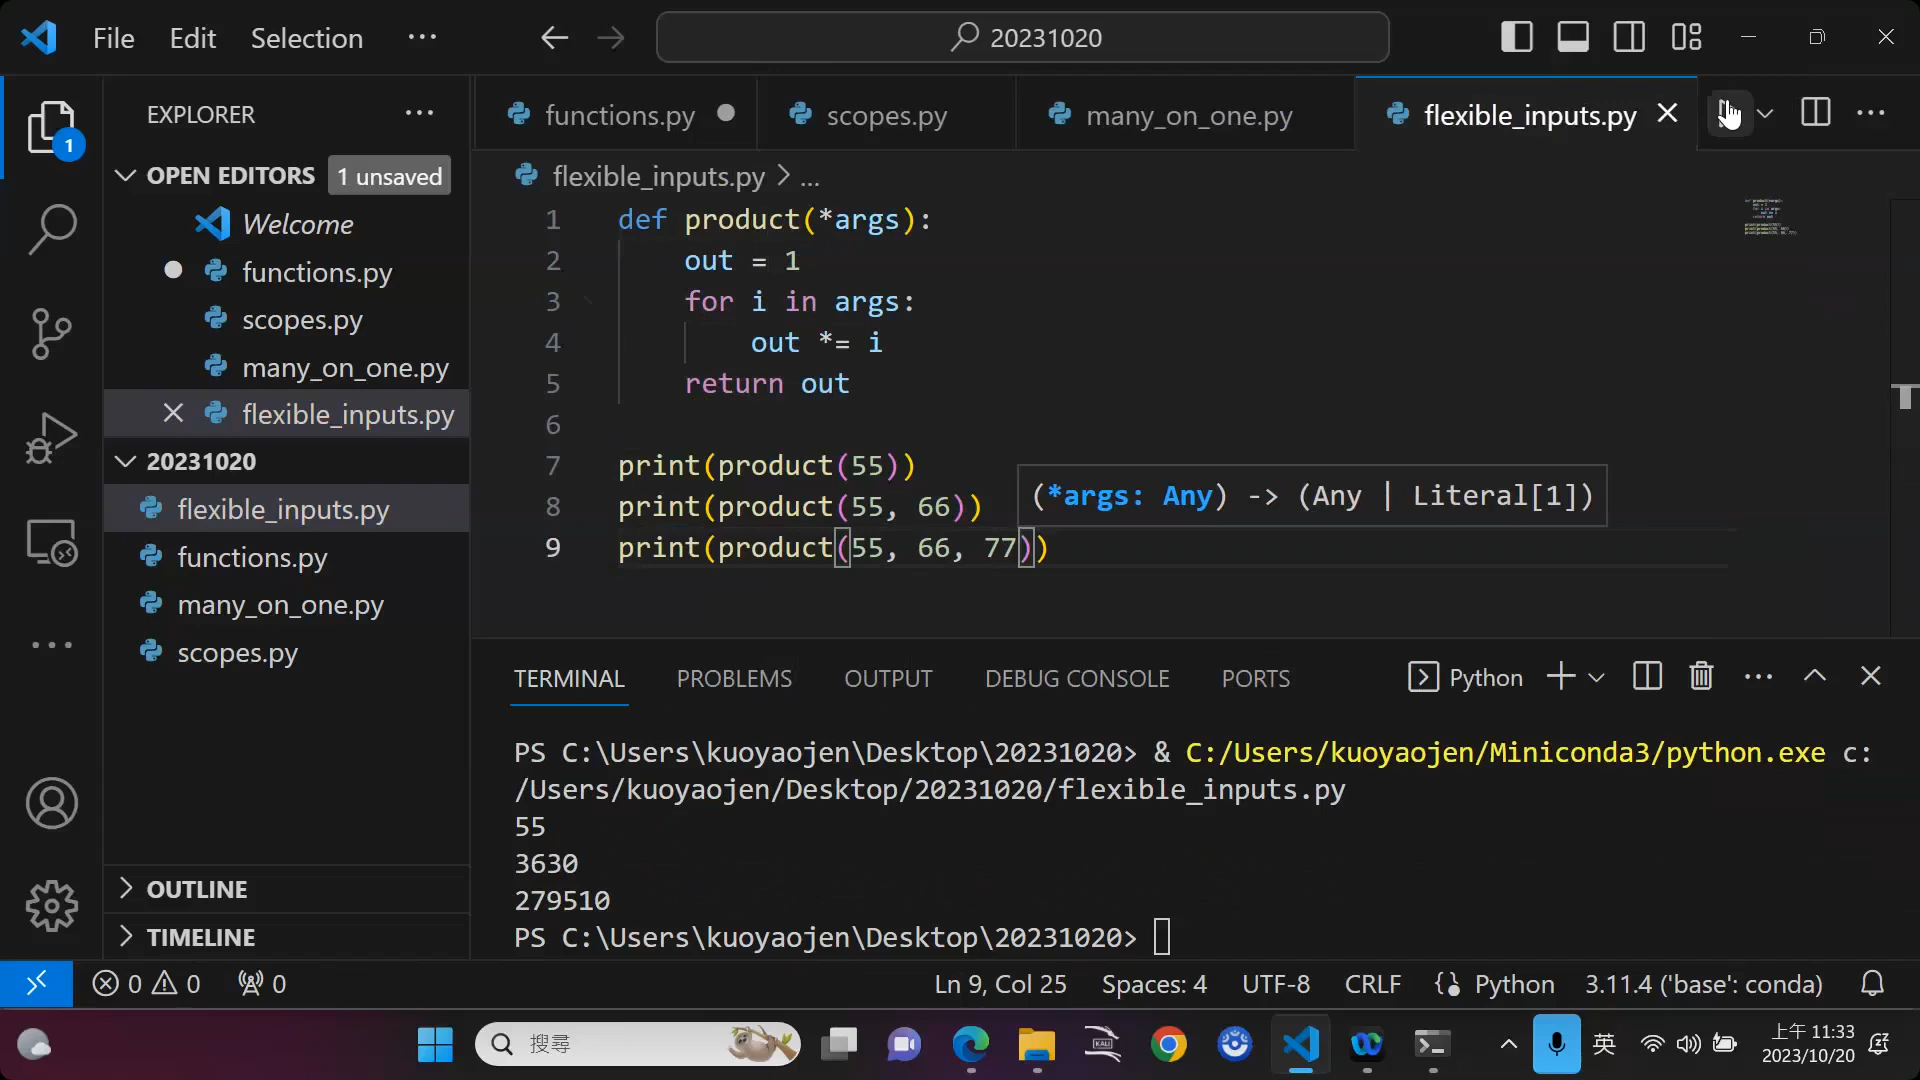 File Edit Selection ... 20231020
EXPLORER ...
functions.py scopes.py many_on_one.py flexible_inputs.py ...
1
OPEN EDITORS 1 unsaved
Welcome
functions.py
scopes.py
many_on_one.py
flexible_inputs.py
20231020
flexible_inputs.py
functions.py
many_on_one.py
scopes.py
OUTLINE
TIMELINE
flexible_inputs.py > ...
1 def product(*args):
2     out = 1
3     for i in args:
4         out *= i
5     return out
6
7 print(product(55))
8 print(product(55, 66))
(*args: Any) -> (Any | Literal[1])
9 print(product(55, 66, 77))
TERMINAL PROBLEMS OUTPUT DEBUG CONSOLE PORTS Python ...
PS C:\Users\kuoyaojen\Desktop\20231020> & C:/Users/kuoyaojen/Miniconda3/python.exe c:
/Users/kuoyaojen/Desktop/20231020/flexible_inputs.py
55
3630
279510
PS C:\Users\kuoyaojen\Desktop\20231020>
0 0 0 Ln 9, Col 25 Spaces: 4 UTF-8 CRLF {} Python 3.11.4 ('base': conda)
搜尋 KALI 英 上午 11:33
2023/10/20